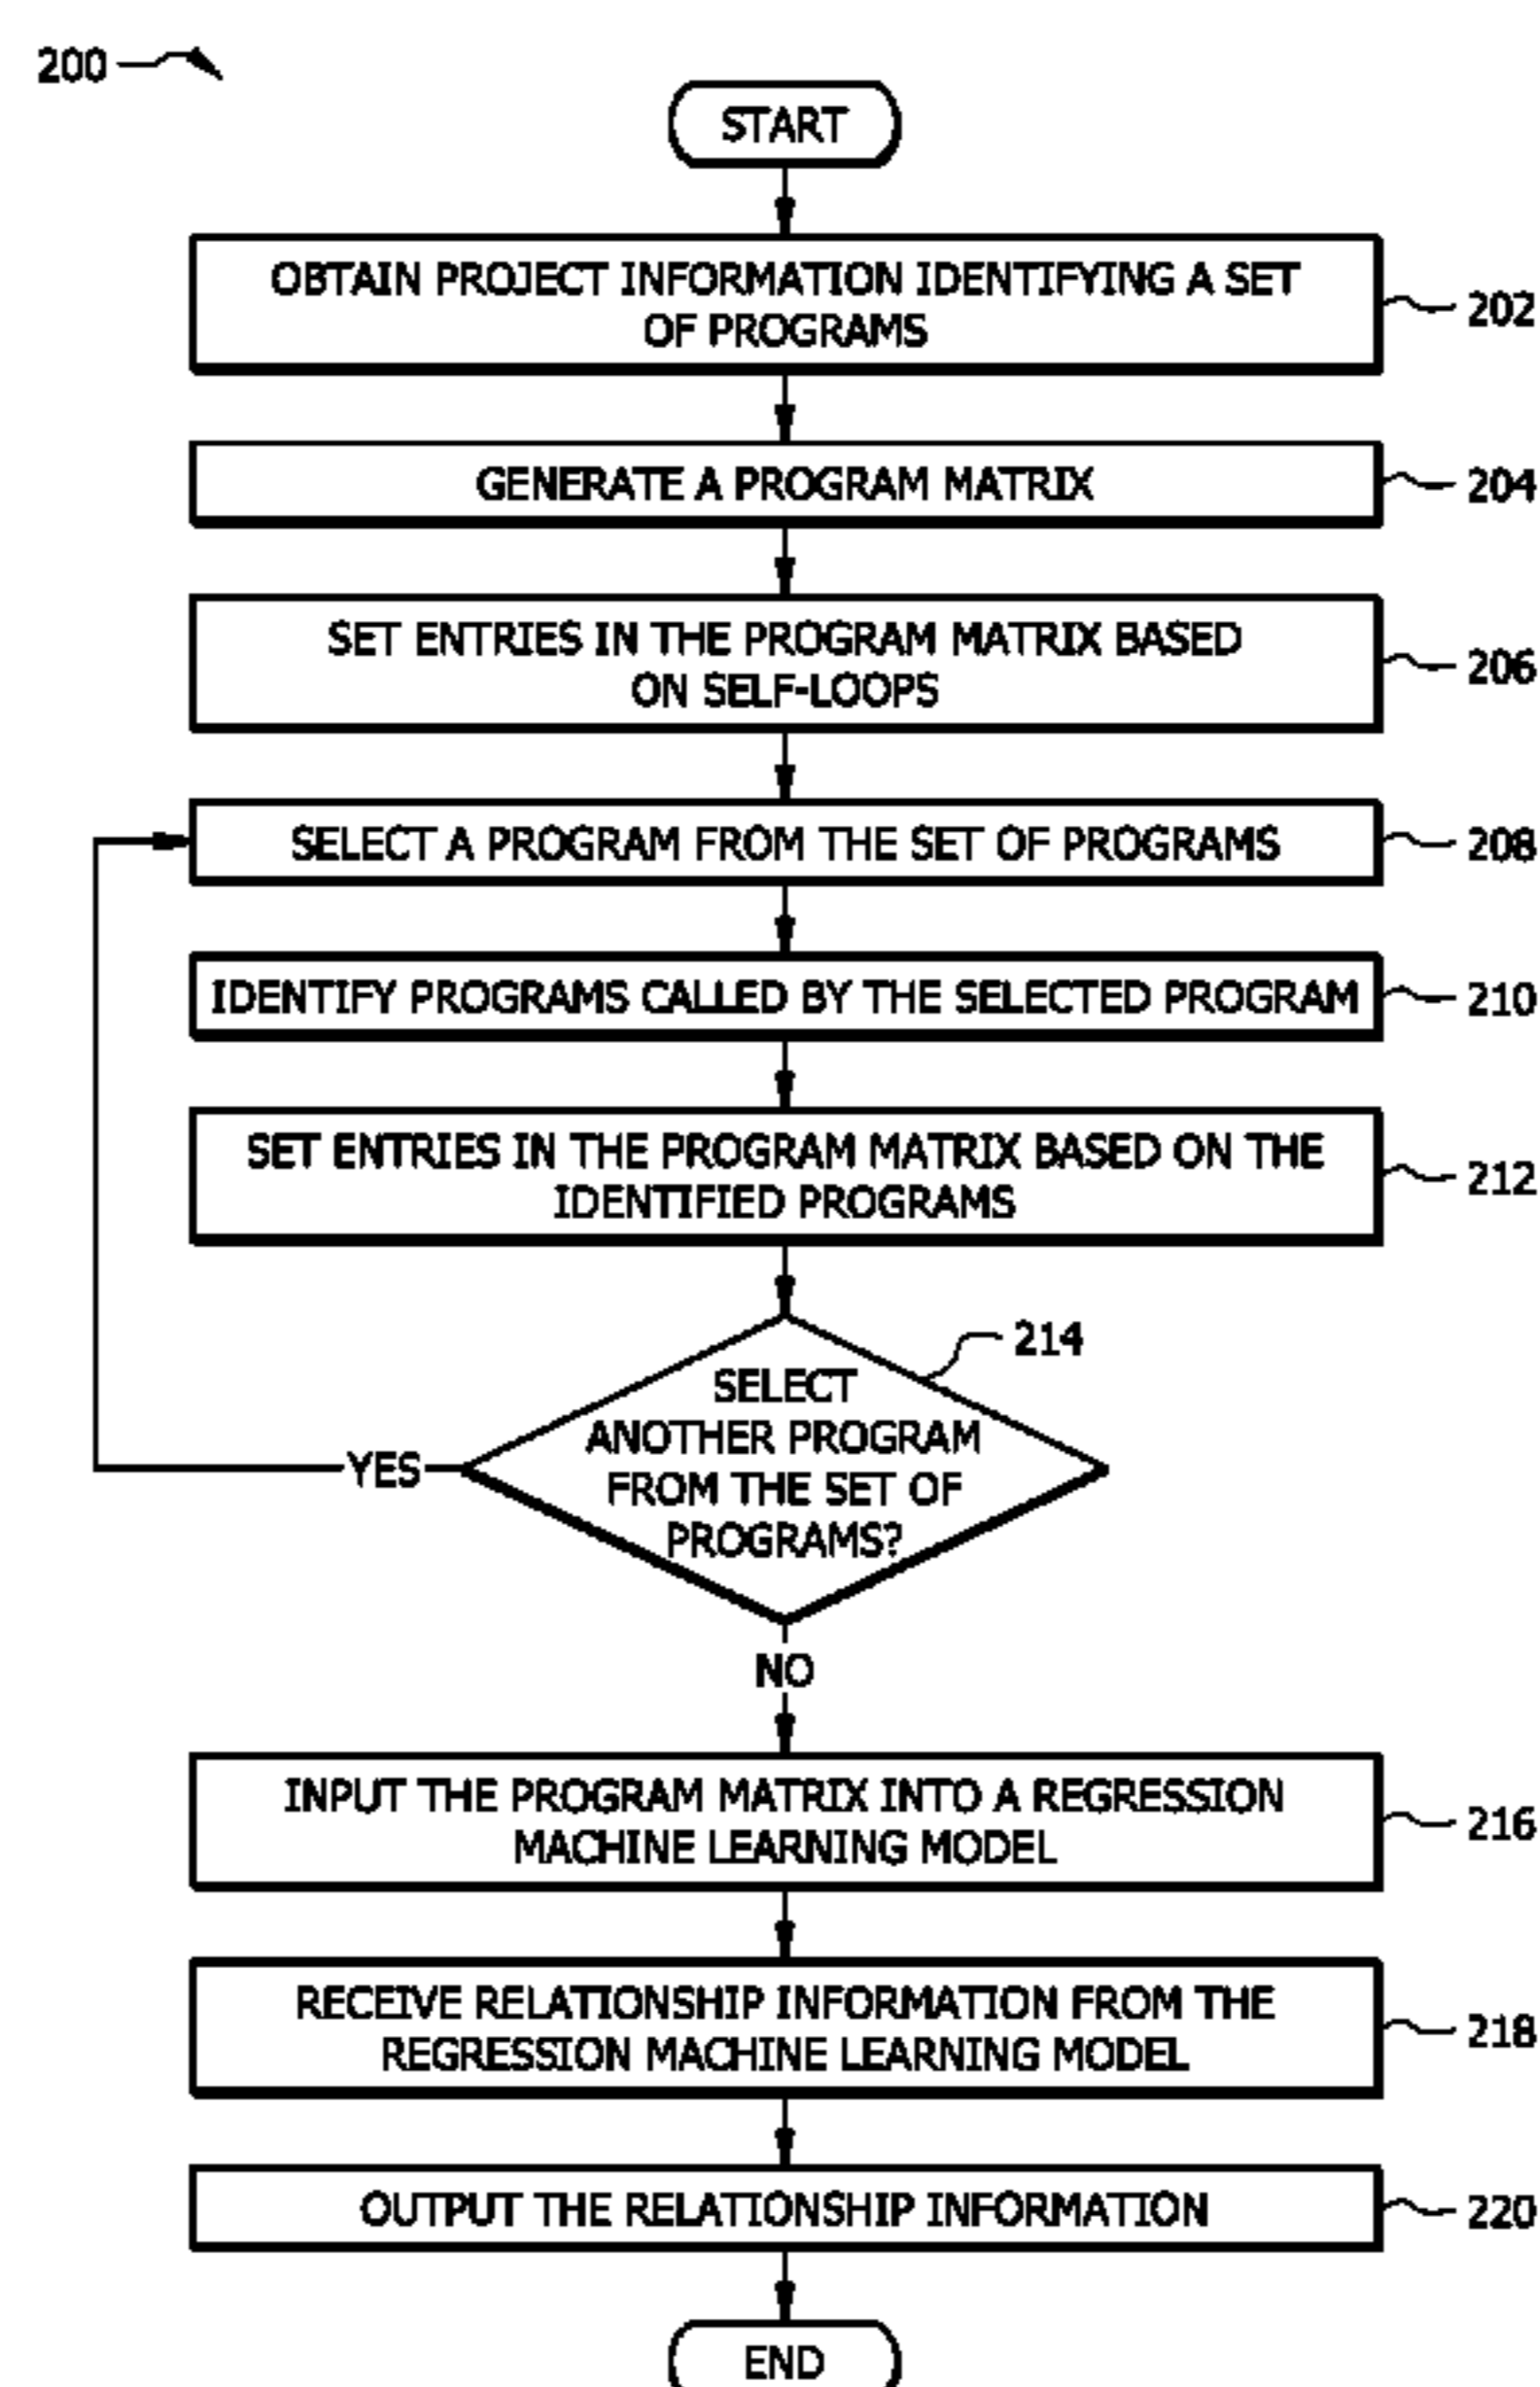 200
START
OBTAIN PROJECT INFORMATION IDENTIFYING A SET
OF PROGRAMS
202
GENERATE A PROGRAM MATRIX
204
SET ENTRIES IN THE PROGRAM MATRIX BASED
ON SELF-LOOPS
206
SELECT A PROGRAM FROM THE SET OF PROGRAMS
208
IDENTIFY PROGRAMS CALLED BY THE SELECTED PROGRAM
210
SET ENTRIES IN THE PROGRAM MATRIX BASED ON THE
IDENTIFIED PROGRAMS
212
214
SELECT
ANOTHER PROGRAM
FROM THE SET OF
PROGRAMS?
YES
NO
INPUT THE PROGRAM MATRIX INTO A REGRESSION
MACHINE LEARNING MODEL
216
RECEIVE RELATIONSHIP INFORMATION FROM THE
REGRESSION MACHINE LEARNING MODEL
218
OUTPUT THE RELATIONSHIP INFORMATION
220
END